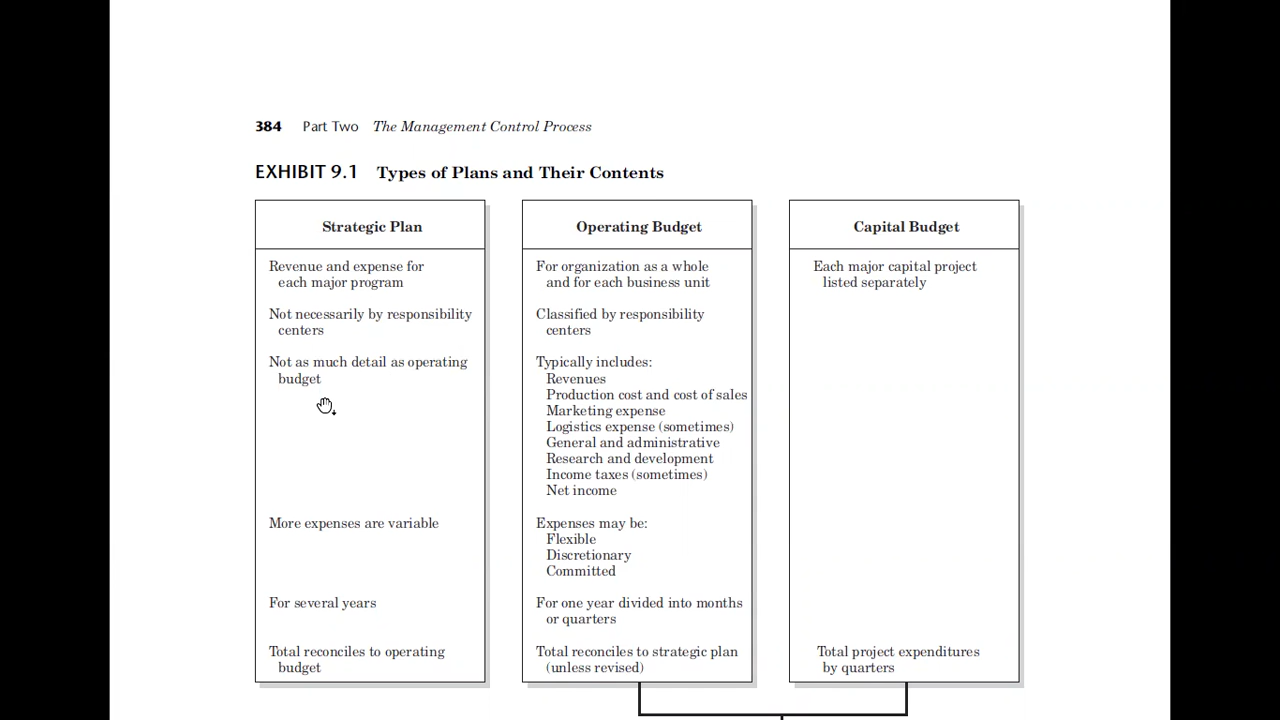 384 Part Two The Management Control Process
EXHIBIT 9.1 Types of Plans and Their Contents
Strategic Plan
Revenue and expense for
each major program
Not necessarily by responsibility
centers
Not as much detail as operating
budget
More expenses are variable
For several years
Total reconciles to operating
budget
Operating Budget
For organization as a whole
and for each business unit
Classified by responsibility
centers
Typically includes:
Revenues
Production cost and cost of sales
Marketing expense
Logistics expense (sometimes)
General and administrative
Research and development
Income taxes (sometimes)
Net income
Expenses may be:
Flexible
Discretionary
Committed
For one year divided into months
or quarters
Total reconciles to strategic plan
(unless revised)
Capital Budget
Each major capital project
listed separately
Total project expenditures
by quarters